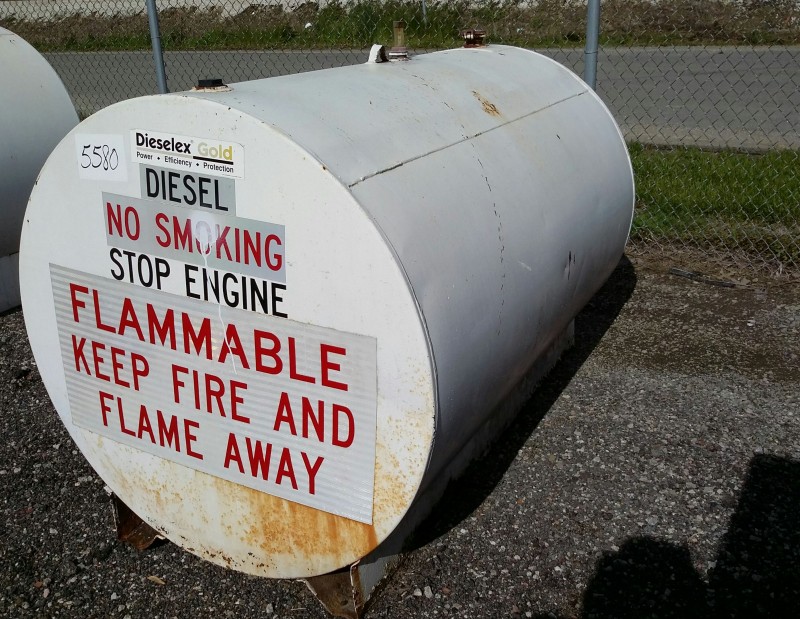 5580
Dieselex Gold
Power • Efficiency • Protection
DIESEL
NO SMOKING
STOP ENGINE
FLAMMABLE
KEEP FIRE AND
FLAME AWAY